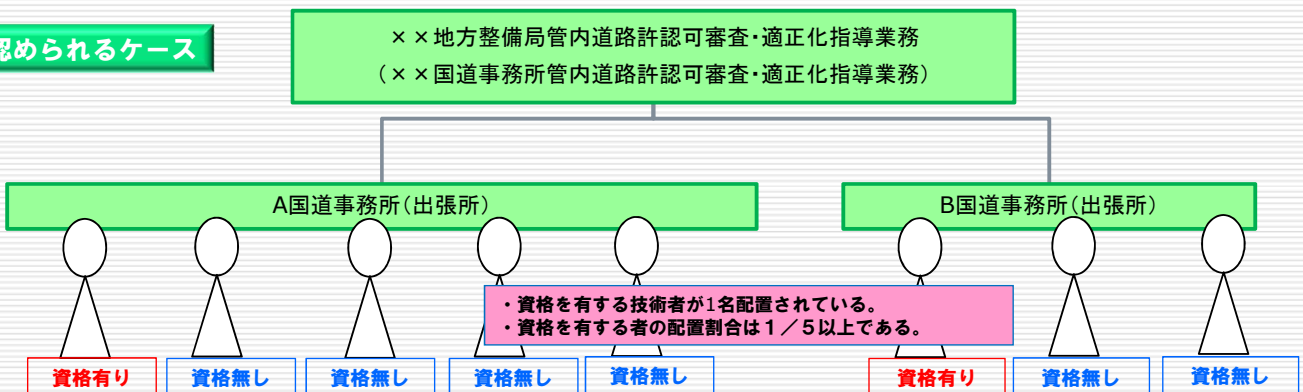 認められるケース
××地方整備局管内道路許認可審査・適正化指導業務
（××国道事務所管内道路許認可審査・適正化指導業務）
A国道事務所（出張所）
B国道事務所（出張所）
・資格を有する技術者が1名配置されている。
・資格を有する者の配置割合は１／５以上である。
資格有り
資格無し
資格無し
資格無し
資格無し
資格有り
資格無し
資格無し